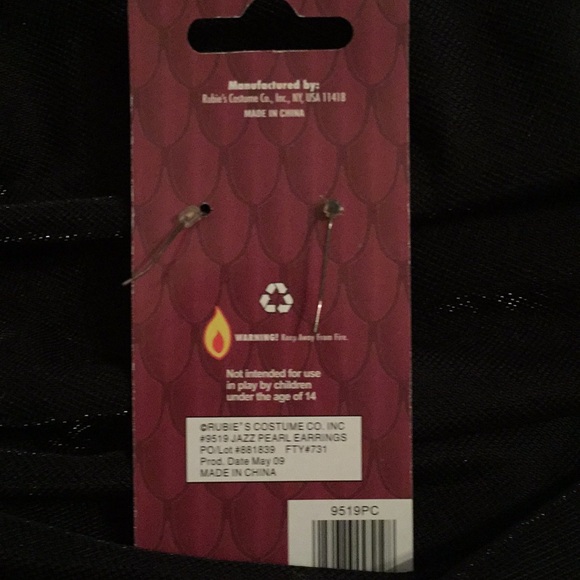 Manufactured by:
Rubie's Costume Co., Inc., NY, USA 11418
MADE IN CHINA
WARNING! Keep Away From Fire.
Not intended for use
in play by children
under the age of 14
©RUBIE"S COSTUME CO. INC
#9519 JAZZ PEARL EARRINGS
PO/Lot #881839 FTY#731
Prod. Date May 09
MADE IN CHINA
9519PC